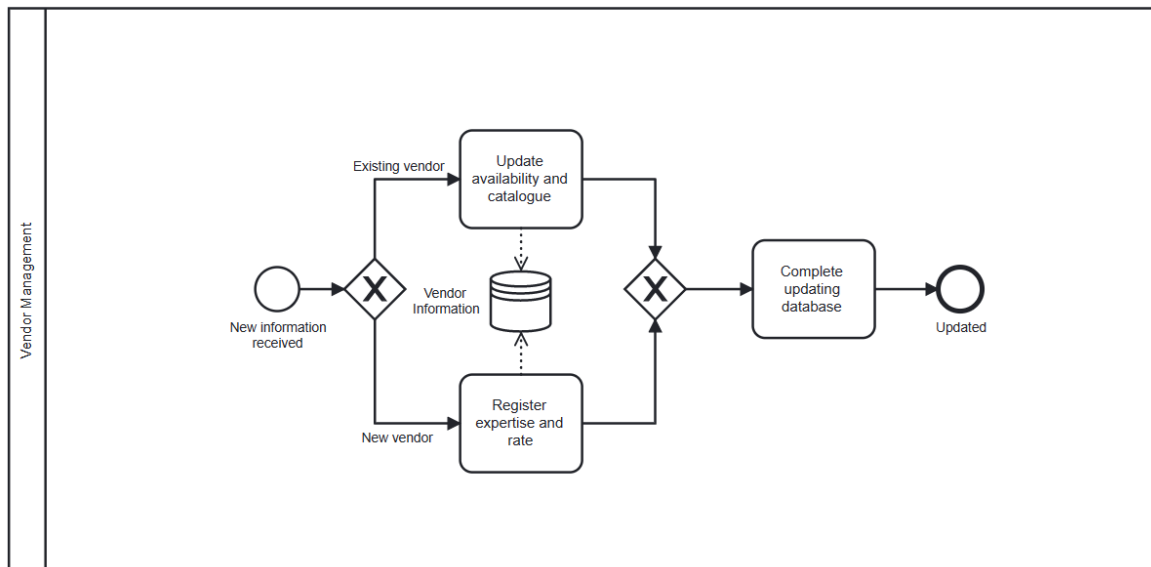 Vendor Management
New information
received
Existing vendor
New vendor
Update
availability and
catalogue
Vendor
Information
Register
expertise and
rate
Complete
updating
database
Updated